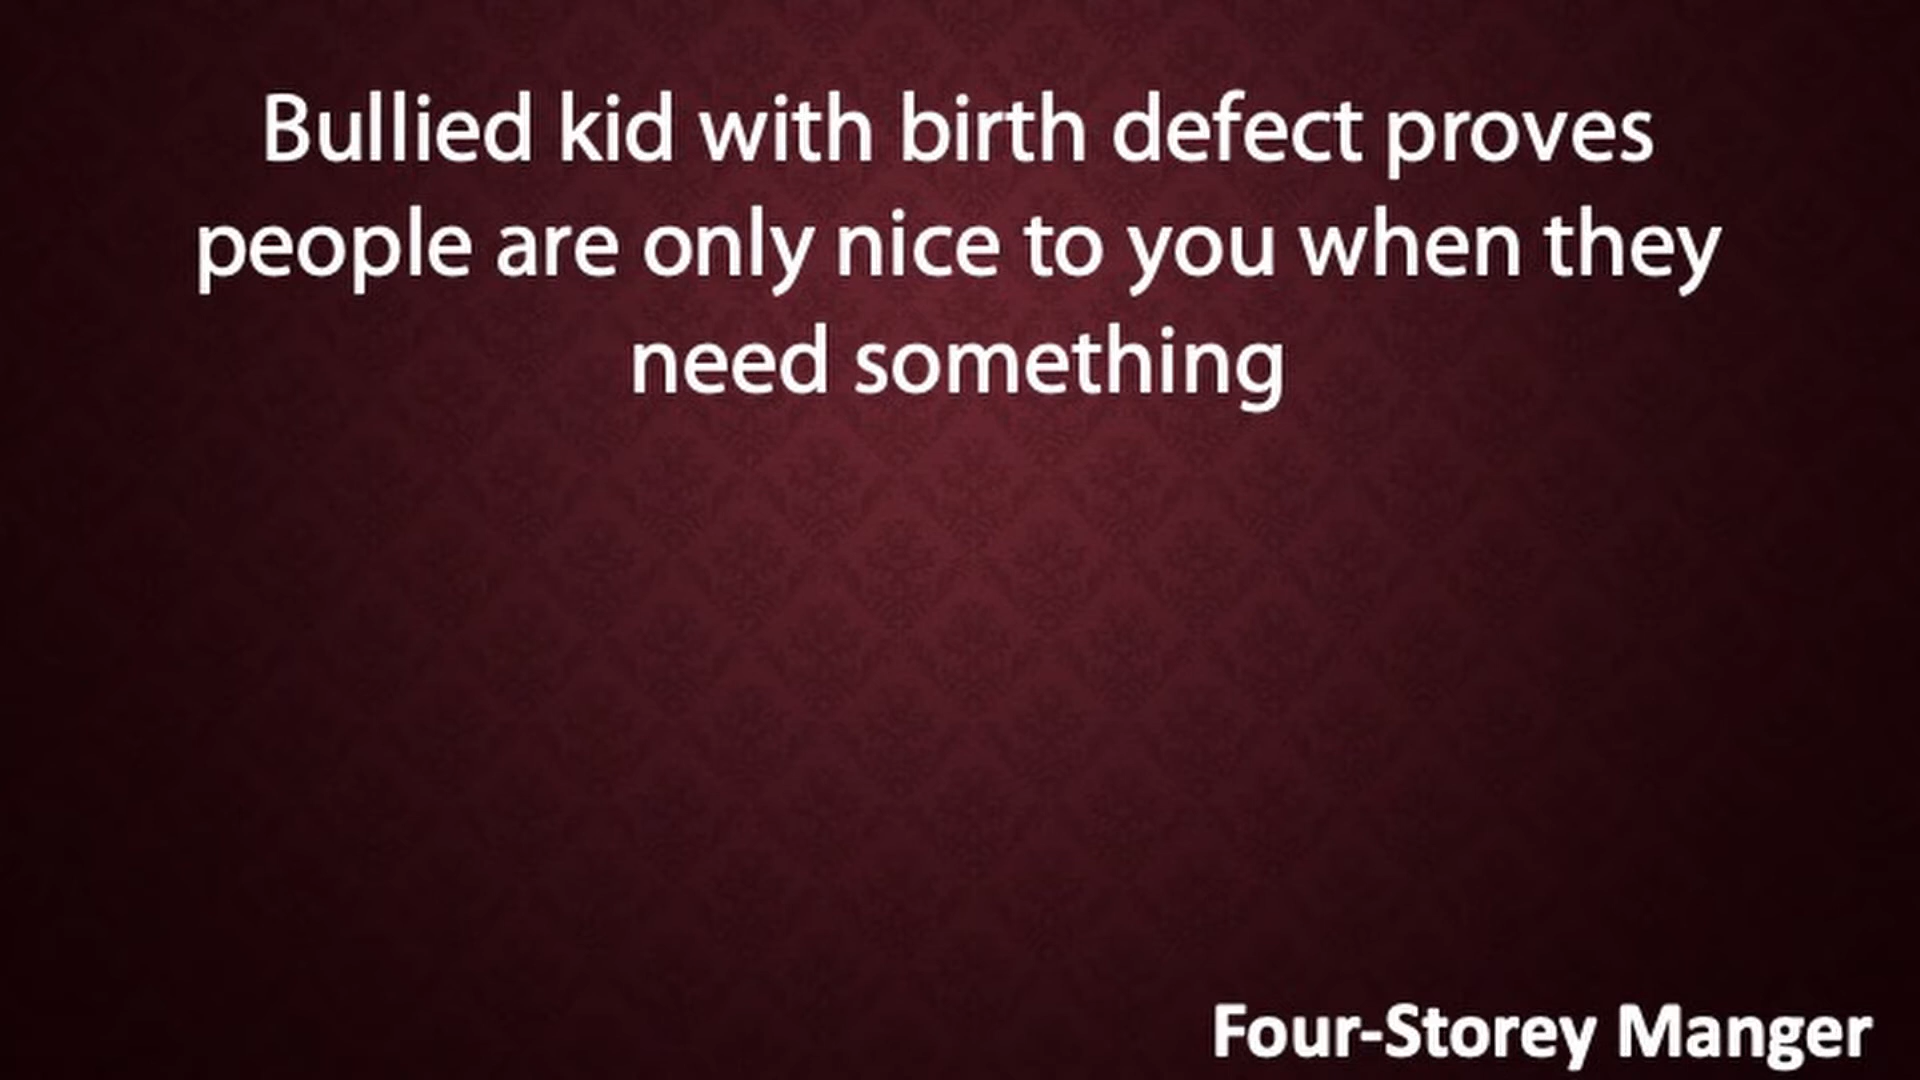 Bullied kid with birth defect proves
people are only nice to you when they
need something
Four-Storey Manger